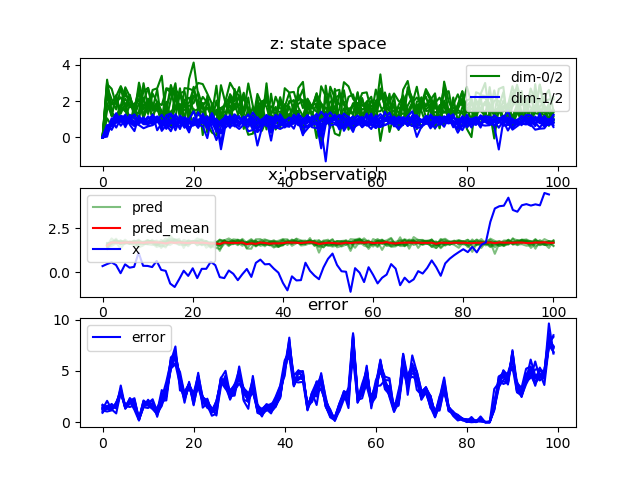 z: state space
4
2
0
dim-0/2
dim-1/2
0 20 40 60 80 100
x: observation
2.5
0.0
pred
pred_mean
x
0 20 40 60 80 100
error
10
5
0
error
0 20 40 60 80 100